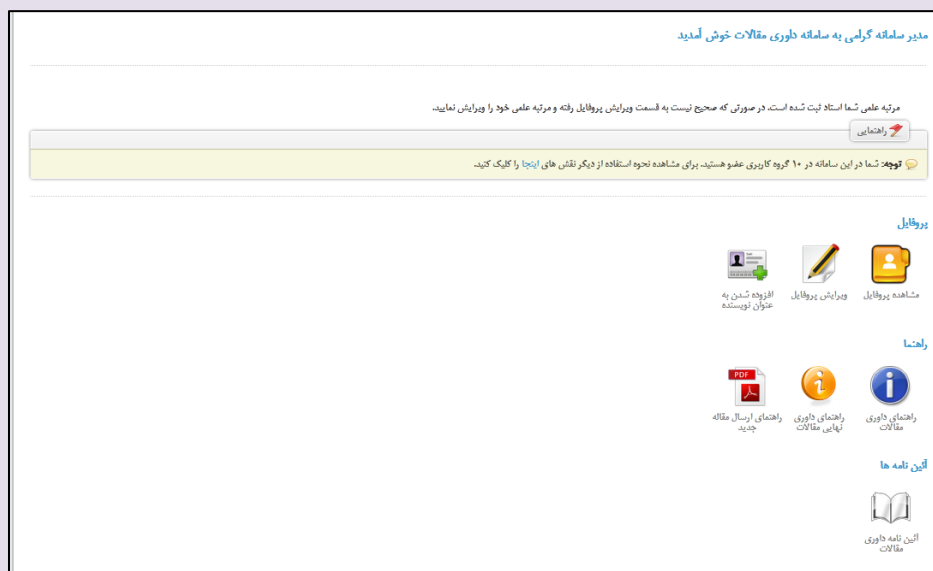 مدیر سامانه گرامی به سامانه داوری مقالات خوش آمدید
مرتبه علمی شما استاد ثبت شده است. در صورتی که صحیح نیست به قسمت ویرایش پروفایل رفته و مرتبه علمی خود را ویرایش نمایید.
راهنمایی
توجه: شما در این سامانه در ۱۰ گروه کاربری عضو هستید. برای مشاهده نحوه استفاده از دیگر نقش های اینجا را کلیک کنید.
پروفایل
مشاهده پروفایل
ویرایش پروفایل
افزوده شدن به
عنوان نویسنده
راهنما
PDF
راهنمای داوری
مقالات
راهنمای داوری
نهایی مقالات
راهنمای ارسال مقاله
جدید
آئین نامه ها
آئین نامه داوری
مقالات